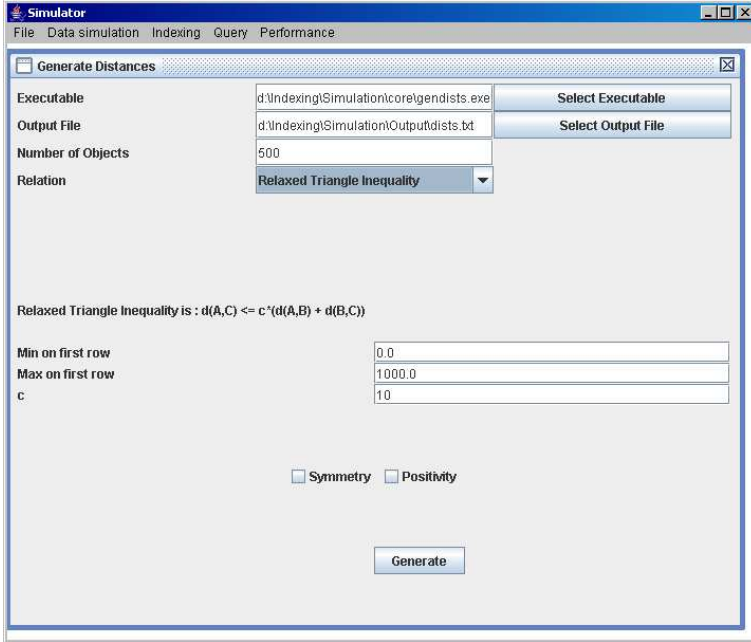 Simulator
File Data simulation Indexing Query Performance
Generate Distances
Executable d:\Indexing\Simulation\core\gendists.exe Select Executable
Output File d:\Indexing\Simulation\Output\dists.txt Select Output File
Number of Objects 500
Relation Relaxed Triangle Inequality
Relaxed Triangle Inequality is : d(A,C) <= c*(d(A,B) + d(B,C))
Min on first row 0.0
Max on first row 1000.0
c 10
Symmetry Positivity
Generate